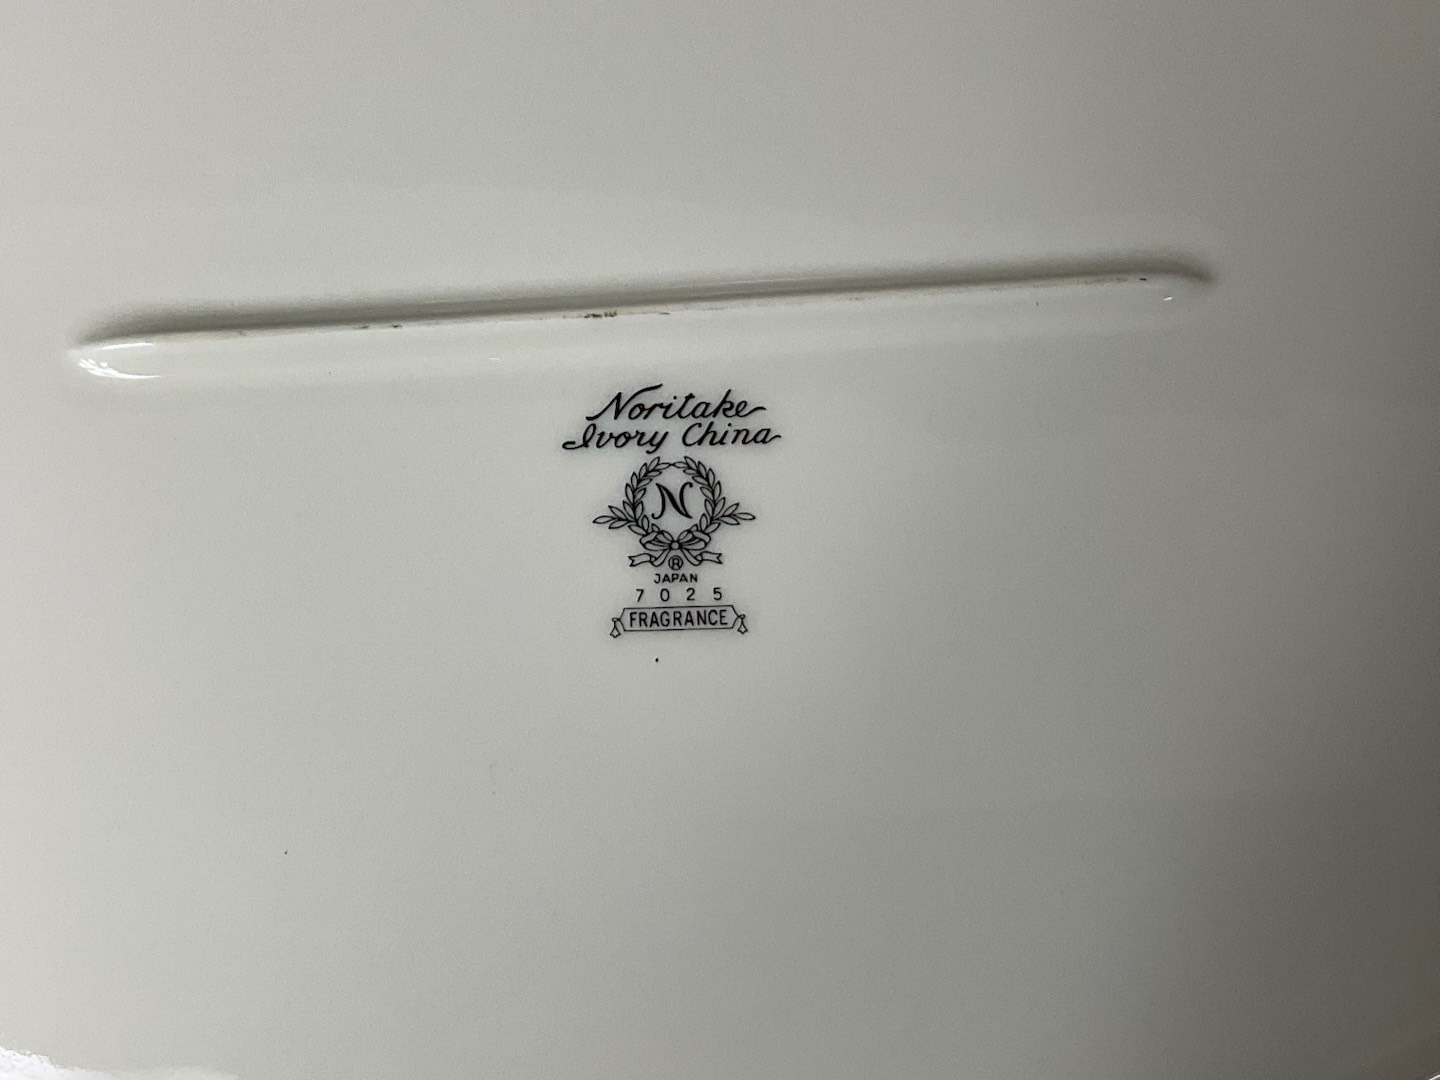 Noritake
Ivory China
N
®
JAPAN
7025
FRAGRANCE